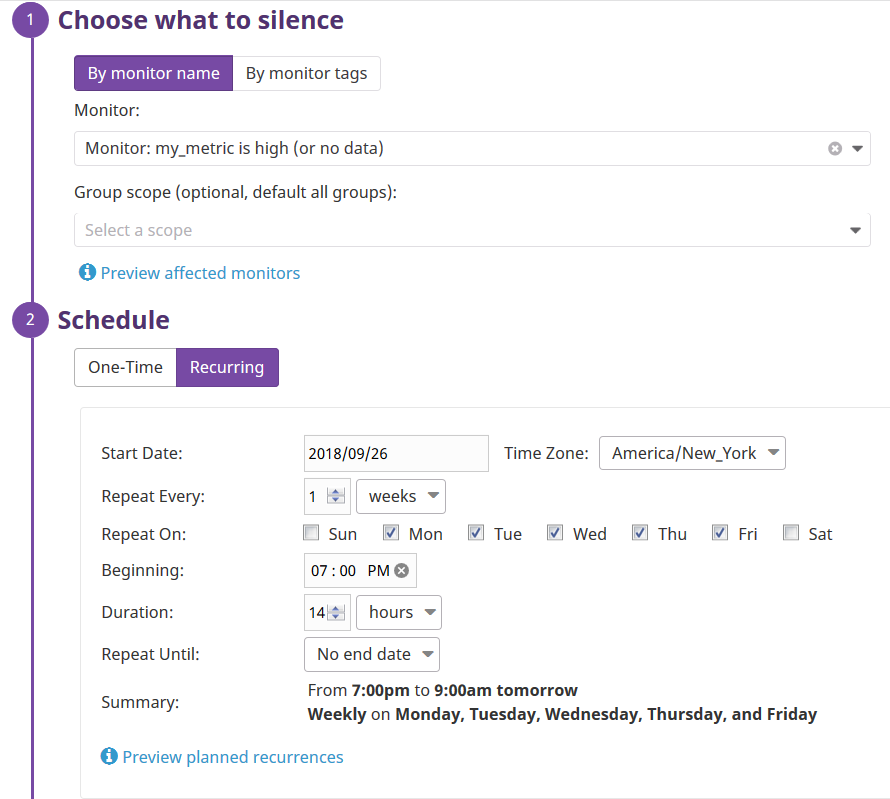 1 Choose what to silence
By monitor name By monitor tags
Monitor:
Monitor: my_metric is high (or no data)
Group scope (optional, default all groups):
Select a scope
Preview affected monitors
2 Schedule
One-Time Recurring
Start Date: 2018/09/26 Time Zone: America/New_York
Repeat Every: 1 weeks
Repeat On: Sun Mon Tue Wed Thu Fri Sat
Beginning: 07 : 00 PM
Duration: 14 hours
Repeat Until: No end date
Summary: From 7:00pm to 9:00am tomorrow
Weekly on Monday, Tuesday, Wednesday, Thursday, and Friday
Preview planned recurrences